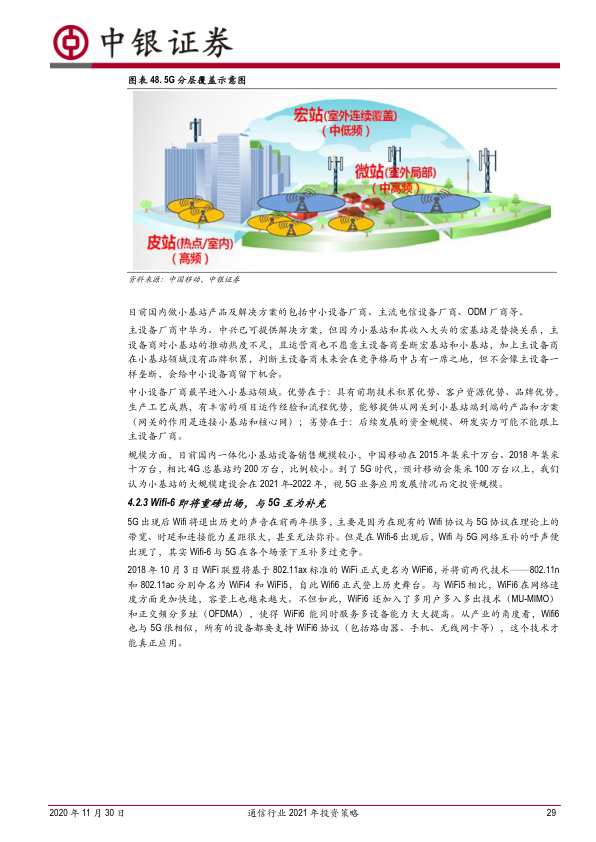 中银证券
图表 48. 5G 分层覆盖示意图
宏站(室外连续覆盖)
(中低频)
微站(室外局部)
(中高频)
皮站(热点/室内)
(高频)
资料来源：中国移动，中银证券
目前国内做小基站产品及解决方案的包括中小设备厂商、主流电信设备厂商、ODM 厂商等。
主设备厂商中华为、中兴已可提供解决方案，但因为小基站和其收入大头的宏基站是替换关系，主
设备商对小基站的推动热度不足，且运营商也不愿意主设备商垄断宏基站和小基站，加上主设备商
在小基站领域没有品牌积累，判断主设备商未来会在竞争格局中占有一席之地，但不会像主设备一
样垄断，会给中小设备商留下机会。
中小设备厂商最早进入小基站领域。优势在于：具有前期技术积累优势、客户资源优势、品牌优势，
生产工艺成熟，有丰富的项目运作经验和流程优势，能够提供从网关到小基站端到端的产品和方案
（网关的作用是连接小基站和核心网）；劣势在于：后续发展的资金规模、研发实力可能不能跟上
主设备厂商。
规模方面，目前国内一体化小基站设备销售规模较小，中国移动在 2015 年集采十万台、2018 年集采
十万台，相比 4G 总基站约 200 万台，比例较小。到了 5G 时代，预计移动会集采 100 万台以上，我们
认为小基站的大规模建设会在 2021 年-2022 年，视 5G 业务应用发展情况而定投资规模。
4.2.3 Wifi-6 即将重磅出场，与 5G 互为补充
5G 出现后 Wifi 将退出历史的声音在前两年很多，主要是因为在现有的 Wifi 协议与 5G 协议在理论上的
带宽、时延和连接能力差距很大，甚至无法弥补。但是在 Wifi-6 出现后，Wifi 与 5G 网络互补的呼声便
出现了，其实 Wifi-6 与 5G 在各个场景下互补多过竞争。
2018 年 10 月 3 日 WiFi 联盟将基于 802.11ax 标准的 WiFi 正式更名为 WiFi6，并将前两代技术——802.11n
和 802.11ac 分别命名为 WiFi4 和 WiFi5，自此 Wifi6 正式登上历史舞台。与 WiFi5 相比，WiFi6 在网络速
度方面更加快速，容量上也越来越大。不但如此，WiFi6 还加入了多用户多入多出技术（MU-MIMO）
和正交频分多址（OFDMA），使得 WiFi6 能同时服务多设备能力大大提高。从产业的角度看，Wifi6
也与 5G 很相似，所有的设备都要支持 WiFi6 协议（包括路由器、手机、无线网卡等），这个技术才
能真正应用。
2020 年 11 月 30 日
通信行业 2021 年投资策略
29